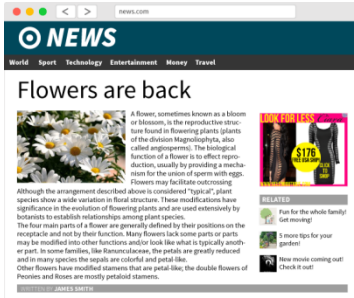 news.com
NEWS
World Sport Technology Entertainment Money Travel
Flowers are back
A flower, sometimes known as a bloom
or blossom, is the reproductive struc-
ture found in flowering plants (plants
of the division Magnoliophyta, also
called angiosperms). The biological
function of a flower is to effect repro-
duction, usually by providing a mecha-
nism for the union of sperm with eggs.
Flowers may facilitate outcrossing
Although the arrangement described above is considered "typical", plant
species show a wide variation in floral structure. These modifications have
significance in the evolution of flowering plants and are used extensively by
botanists to establish relationships among plant species.
The four main parts of a flower are generally defined by their positions on the
receptacle and not by their function. Many flowers lack some parts or parts
may be modified into other functions and/or look like what is typically anoth-
er part. In some families, like Ranunculaceae, the petals are greatly reduced
and in many species the sepals are colorful and petal-like.
Other flowers have modified stamens that are petal-like; the double flowers of
Peonies and Roses are mostly petaloid stamens.
WRITTEN BY JAMES SMITH
LOOK FOR LESS
$176
FREE USA SHIP
RELATED
Fun for the whole family!
Get moving!
5 more tips for your
garden!
New movie coming out!
Check it out!